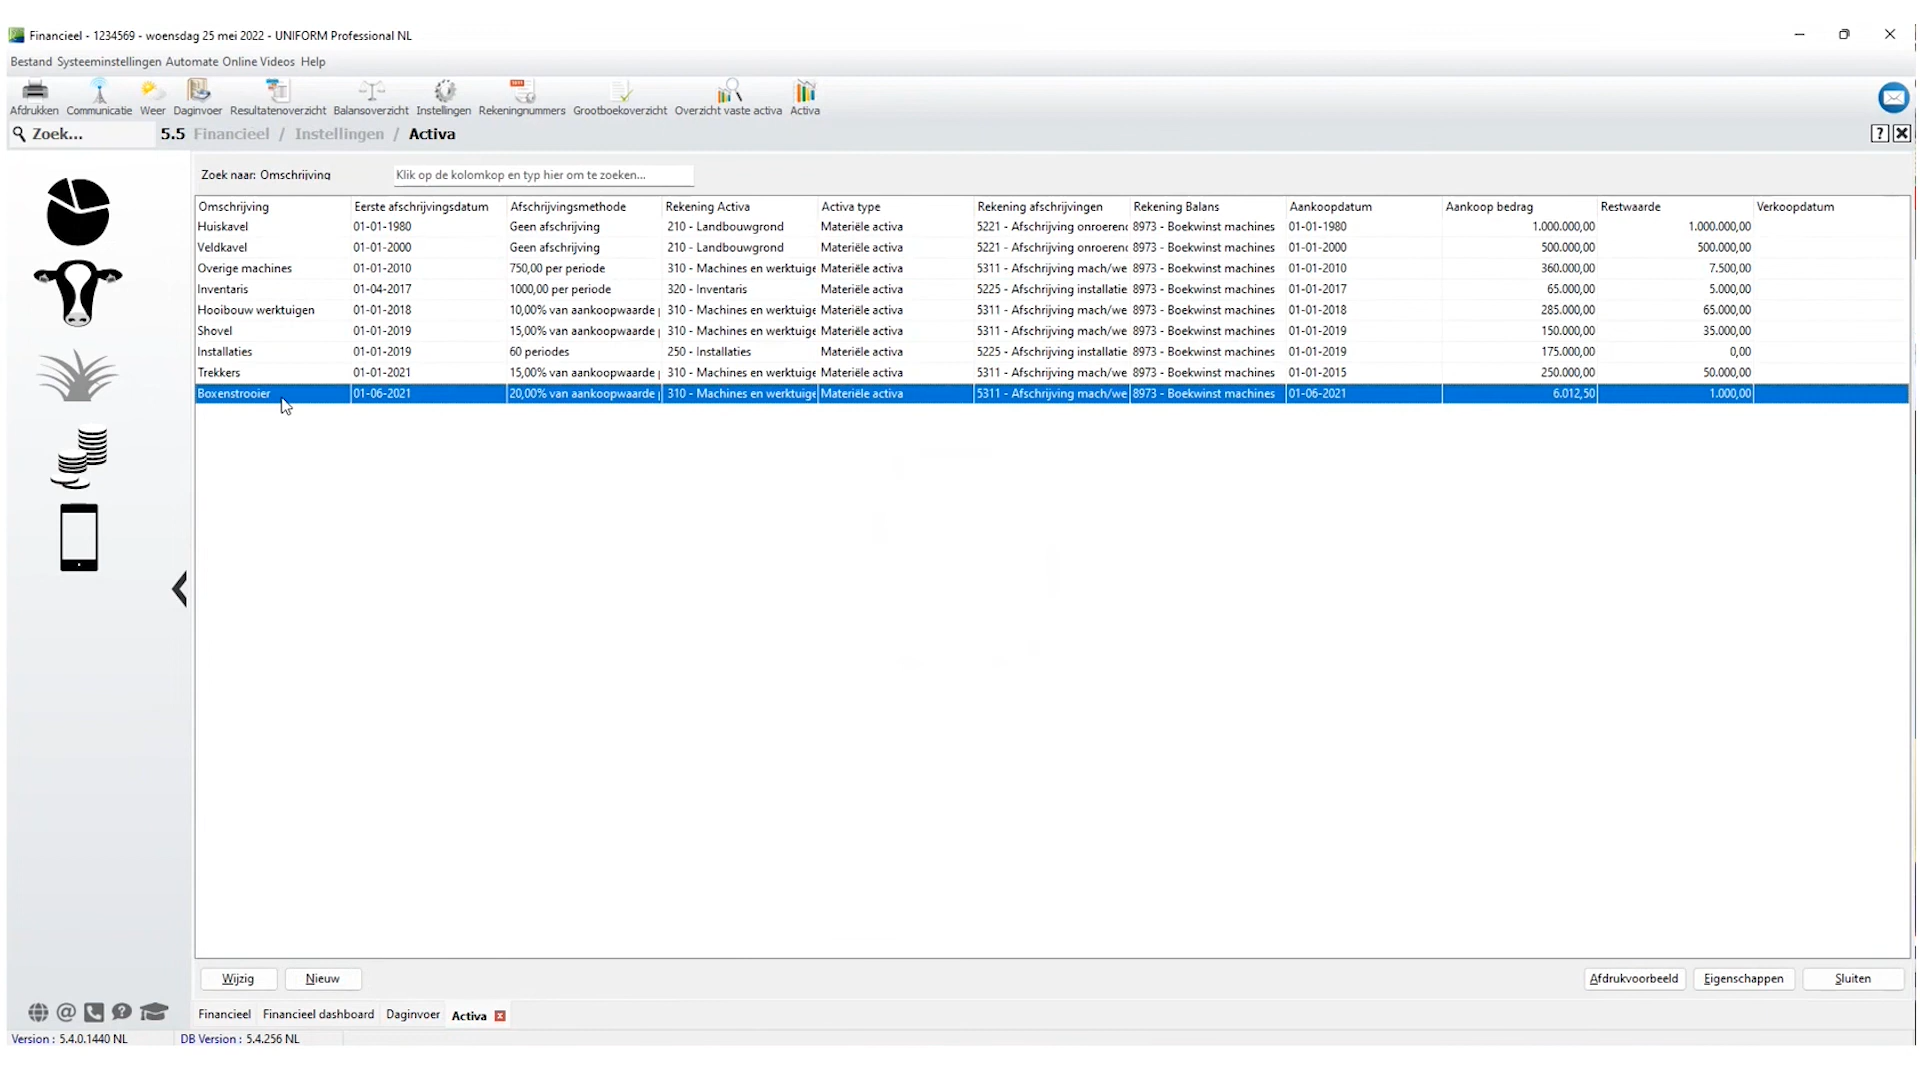 Financieel - 1234569 - woensdag 25 mei 2022 - UNIFORM Professional NL
Bestand Systeeminstellingen Automate Online Videos Help
Afdrukken Communicatie Weer Daginvoer Resultatenoverzicht Balansoverzicht Instellingen Rekeningnummers Grootboekoverzicht Overzicht vaste activa Activa
Zoek... 5.5 Financieel / Instellingen / Activa
Zoek naar: Omschrijving Klik op de kolomkop en typ hier om te zoeken...
Omschrijving Eerste afschrijvingsdatum Afschrijvingsmethode Rekening Activa Activa type Rekening afschrijvingen Rekening Balans Aankoopdatum Aankoop bedrag Restwaarde Verkoopdatum
Huiskavel 01-01-1980 Geen afschrijving 210 - Landbouwgrond Materiële activa 5221 - Afschrijving onroerend 8973 - Boekwinst machines 01-01-1980 1.000.000,00 1.000.000,00
Veldkavel 01-01-2000 Geen afschrijving 210 - Landbouwgrond Materiële activa 5221 - Afschrijving onroerend 8973 - Boekwinst machines 01-01-2000 500.000,00 500.000,00
Overige machines 01-01-2010 750,00 per periode 310 - Machines en werktuige Materiële activa 5311 - Afschrijving mach/we 8973 - Boekwinst machines 01-01-2010 360.000,00 7.500,00
Inventaris 01-04-2017 1000,00 per periode 320 - Inventaris Materiële activa 5225 - Afschrijving installatie 8973 - Boekwinst machines 01-01-2017 65.000,00 5.000,00
Hooibouw werktuigen 01-01-2018 10,00% van aankoopwaarde p 310 - Machines en werktuige Materiële activa 5311 - Afschrijving mach/we 8973 - Boekwinst machines 01-01-2018 285.000,00 65.000,00
Shovel 01-01-2019 15,00% van aankoopwaarde p 310 - Machines en werktuige Materiële activa 5311 - Afschrijving mach/we 8973 - Boekwinst machines 01-01-2019 150.000,00 35.000,00
Installaties 01-01-2019 60 periodes 250 - Installaties Materiële activa 5225 - Afschrijving installatie 8973 - Boekwinst machines 01-01-2019 175.000,00 0,00
Trekkers 01-01-2021 15,00% van aankoopwaarde p 310 - Machines en werktuige Materiële activa 5311 - Afschrijving mach/we 8973 - Boekwinst machines 01-01-2015 250.000,00 50.000,00
Boxenstrooier 01-06-2021 20,00% van aankoopwaarde p 310 - Machines en werktuige Materiële activa 5311 - Afschrijving mach/we 8973 - Boekwinst machines 01-06-2021 6.012,50 1.000,00
Wijzig Nieuw Afdrukvoorbeeld Eigenschappen Sluiten
Financieel Financieel dashboard Daginvoer Activa
Version : 5.4.0.1440 NL DB Version : 5.4.256 NL